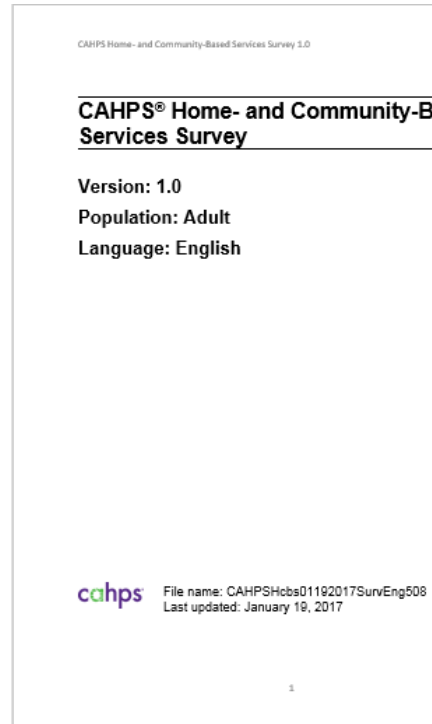 CAHPS Home- and Community-Based Services Survey 1.0
CAHPS® Home- and Community-B
Services Survey
Version: 1.0
Population: Adult
Language: English
cahps
File name: CAHPSHcbs01192017SurvEng508
Last updated: January 19, 2017
1